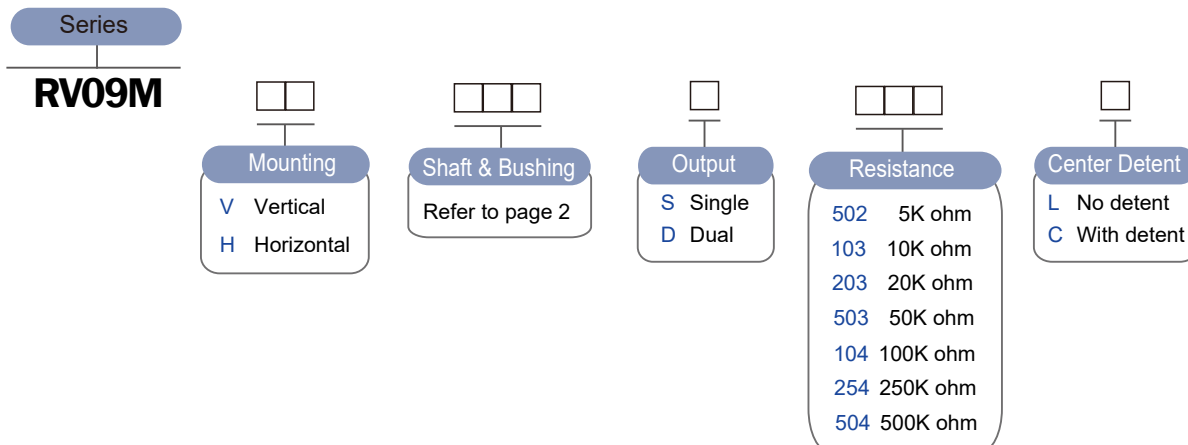 Series
RV09M
Mounting
V Vertical
H Horizontal
Shaft & Bushing
Refer to page 2
Output
S Single
D Dual
Resistance
502 5K ohm
103 10K ohm
203 20K ohm
503 50K ohm
104 100K ohm
254 250K ohm
504 500K ohm
Center Detent
L No detent
C With detent